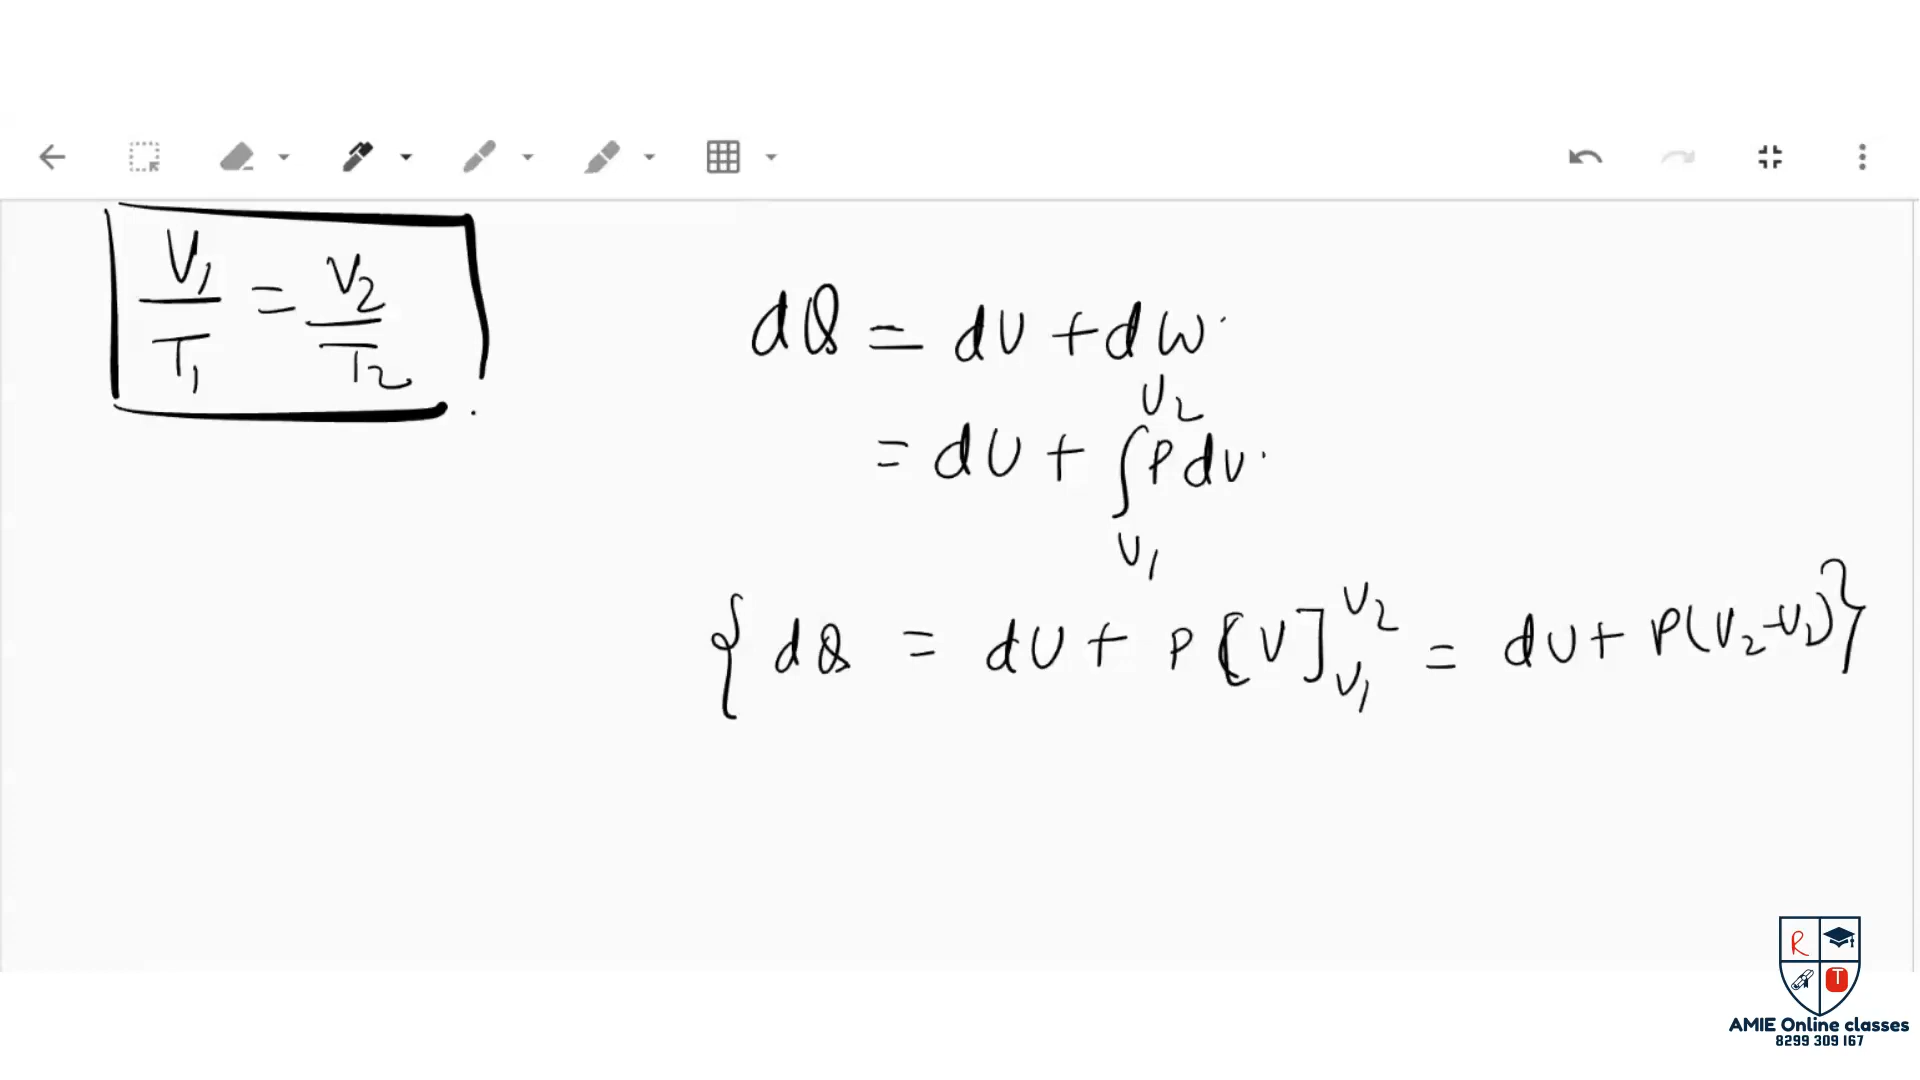 V₁/T₁ = V₂/T₂
dQ = dU + dW.
= dU + ∫_{V₁}^{V₂} P dV.
{ dQ = dU + P[V]_{V₁}^{V₂} = dU + P(V₂-V₁) }
R
T
AMIE Online classes
8299 309 167